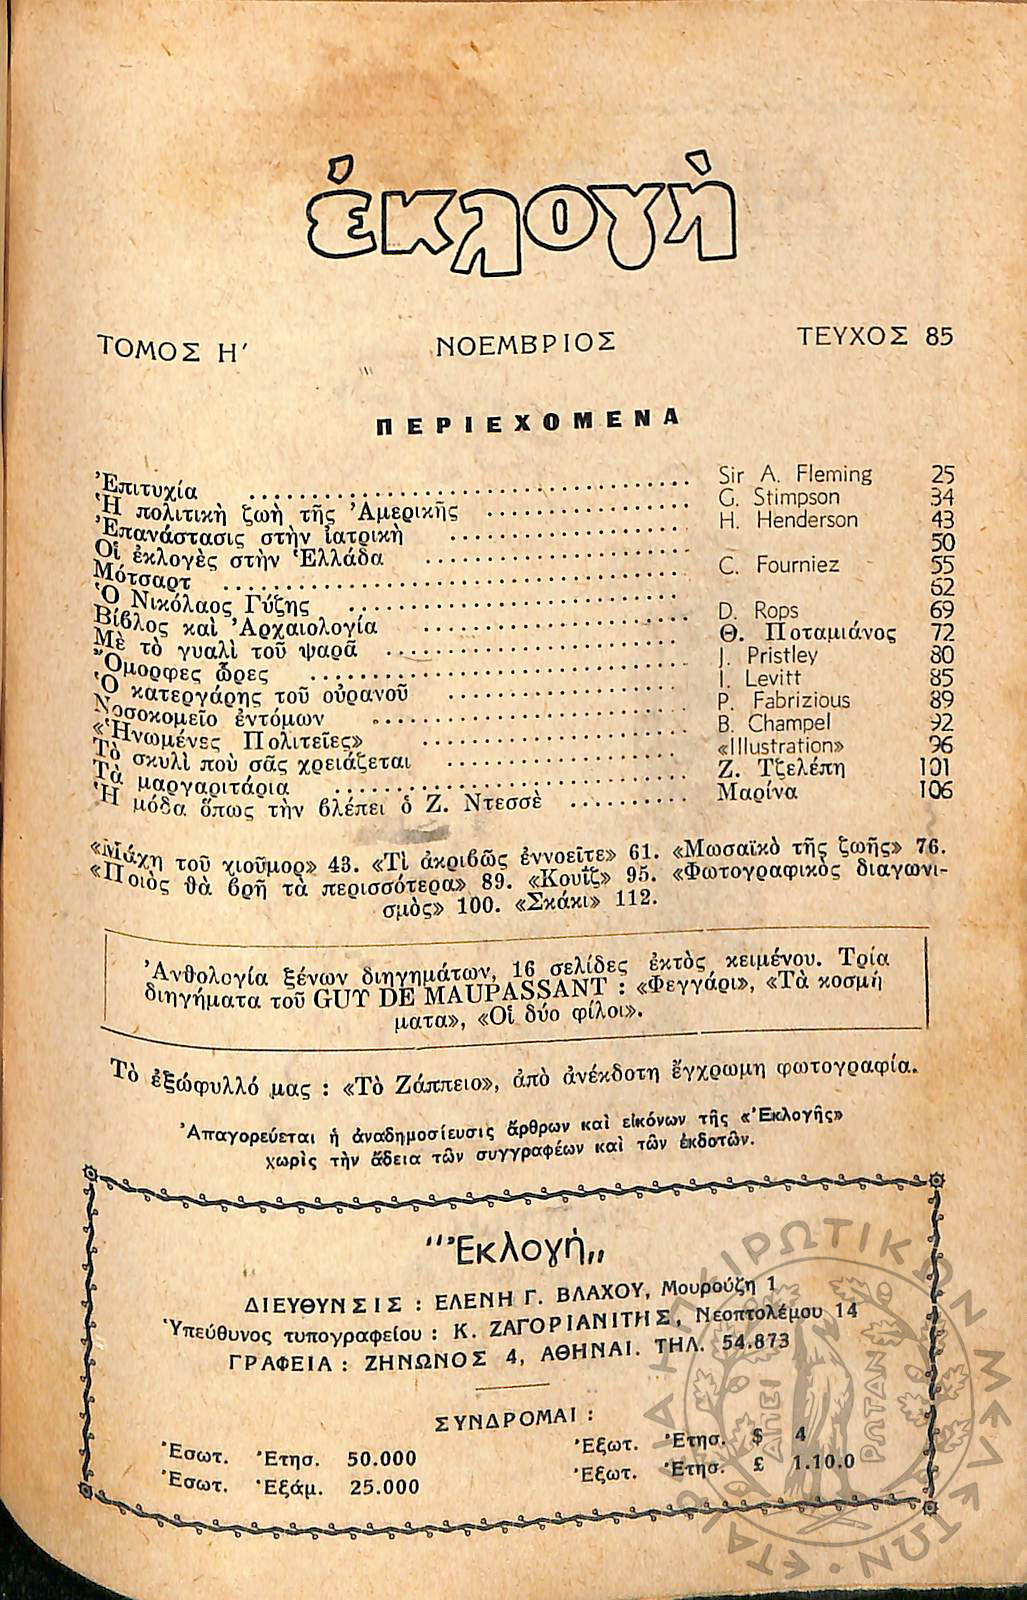 ἐκλογὴ
ΤΟΜΟΣ Η΄ ΝΟΕΜΒΡΙΟΣ ΤΕΥΧΟΣ 85
ΠΕΡΙΕΧΟΜΕΝΑ
Ἐπιτυχία .......... Sir A. Fleming 25
Ἡ πολιτικὴ ζωὴ τῆς Ἀμερικῆς .......... G. Stimpson 34
Ἐπανάστασις στὴν ἰατρικὴ .......... H. Henderson 43
Οἱ ἐκλογὲς στὴν Ἑλλάδα .......... 50
Μότσαρτ .......... C. Fourniez 55
Ὁ Νικόλαος Γύζης .......... 62
Βίβλος καὶ Ἀρχαιολογία .......... D. Rops 69
Μὲ τὸ γυαλὶ τοῦ ψαρᾶ .......... Θ. Ποταμιάνος 72
Ὄμορφες ὧρες .......... J. Pristley 80
Ὁ κατεργάρης τοῦ οὐρανοῦ .......... I. Levitt 85
Νοσοκομεῖο ἐντόμων .......... P. Fabrizious 89
«Ἡνωμένες Πολιτεῖες» .......... B. Champel 92
Τὸ σκυλὶ ποὺ σᾶς χρειάζεται .......... «Illustration» 96
Τὰ μαργαριτάρια .......... Ζ. Τζελέπη 101
Ἡ μόδα ὅπως τὴν βλέπει ὁ Ζ. Ντεσσὲ .......... Μαρίνα 106
«Μάχη τοῦ χιοῦμορ» 43. «Τὶ ἀκριβῶς ἐννοεῖτε» 61. «Μωσαϊκὸ τῆς ζωῆς» 76.
«Ποιὸς θὰ βρῆ τὰ περισσότερα» 89. «Κουῒζ» 95. «Φωτογραφικὸς διαγωνι-
σμὸς» 100. «Σκάκι» 112.
Ἀνθολογία ξένων διηγημάτων, 16 σελίδες ἐκτὸς κειμένου. Τρία
διηγήματα τοῦ GUY DE MAUPASSANT : «Φεγγάρι», «Τὰ κοσμή
ματα», «Οἱ δύο φίλοι».
Τὸ ἐξώφυλλό μας : «Τὸ Ζάππειο», ἀπὸ ἀνέκδοτη ἔγχρωμη φωτογραφία.
Ἀπαγορεύεται ἡ ἀναδημοσίευσις ἄρθρων καὶ εἰκόνων τῆς «Ἐκλογῆς»
χωρὶς τὴν ἄδεια τῶν συγγραφέων καὶ τῶν ἐκδοτῶν.
"Ἐκλογή„
ΔΙΕΥΘΥΝΣΙΣ : ΕΛΕΝΗ Γ. ΒΛΑΧΟΥ, Μουρούζη 1
Ὑπεύθυνος τυπογραφείου : Κ. ΖΑΓΟΡΙΑΝΙΤΗΣ, Νεοπτολέμου 14
ΓΡΑΦΕΙΑ : ΖΗΝΩΝΟΣ 4, ΑΘΗΝΑΙ. ΤΗΛ. 54.873
ΣΥΝΔΡΟΜΑΙ :
Ἐσωτ. Ἐτησ. 50.000 Ἐξωτ. Ἐτησ. $ 4
Ἐσωτ. Ἑξάμ. 25.000 Ἐξωτ. Ἐτησ. £ 1.10.0
ΕΤΑΙΡΕΙΑ ΗΠΕΙΡΩΤΙΚΩΝ ΜΕΛΕΤΩΝ
ΑΠΕΙ ΡΩΤΑΝ